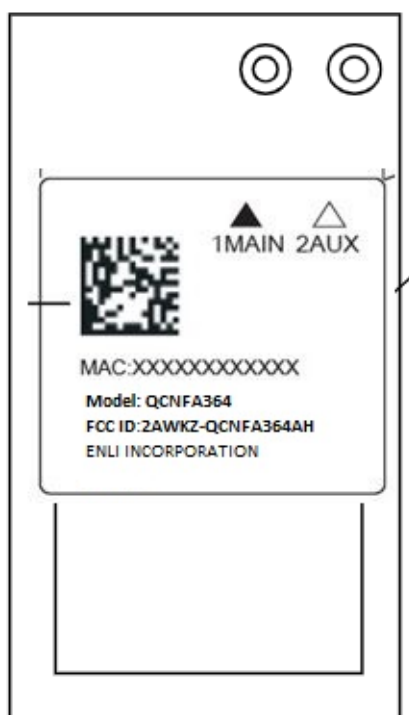 1MAIN 2AUX
MAC:XXXXXXXXXXXX
Model: QCNFA364
FCC ID:2AWKZ-QCNFA364AH
ENLI INCORPORATION